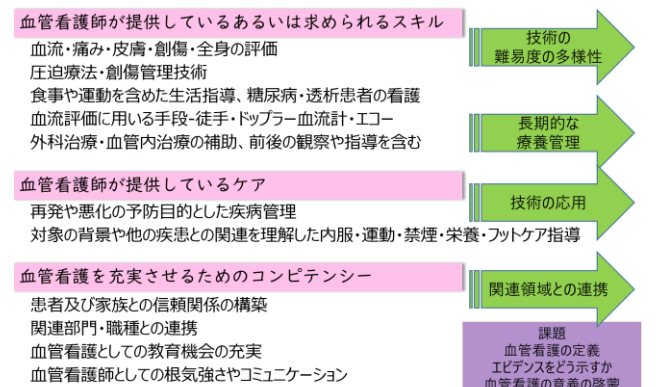 血管看護師が提供しているあるいは求められるスキル
血流・痛み・皮膚・創傷・全身の評価
圧迫療法・創傷管理技術
食事や運動を含めた生活指導、糖尿病・透析患者の看護
血流評価に用いる手段-徒手・ドップラー血流計・エコー
外科治療・血管内治療の補助、前後の観察や指導を含む
技術の
難易度の多様性
長期的な
療養管理
血管看護師が提供しているケア
再発や悪化の予防目的とした疾病管理
対象の背景や他の疾患との関連を理解した内服・運動・禁煙・栄養・フットケア指導
技術の応用
血管看護を充実させるためのコンピテンシー
患者及び家族との信頼関係の構築
関連部門・職種との連携
血管看護としての教育機会の充実
血管看護師としての根気強さやコミュニケーション
関連領域との連携
課題
血管看護の定義
エビデンスをどう示すか
血管看護の意義の啓蒙